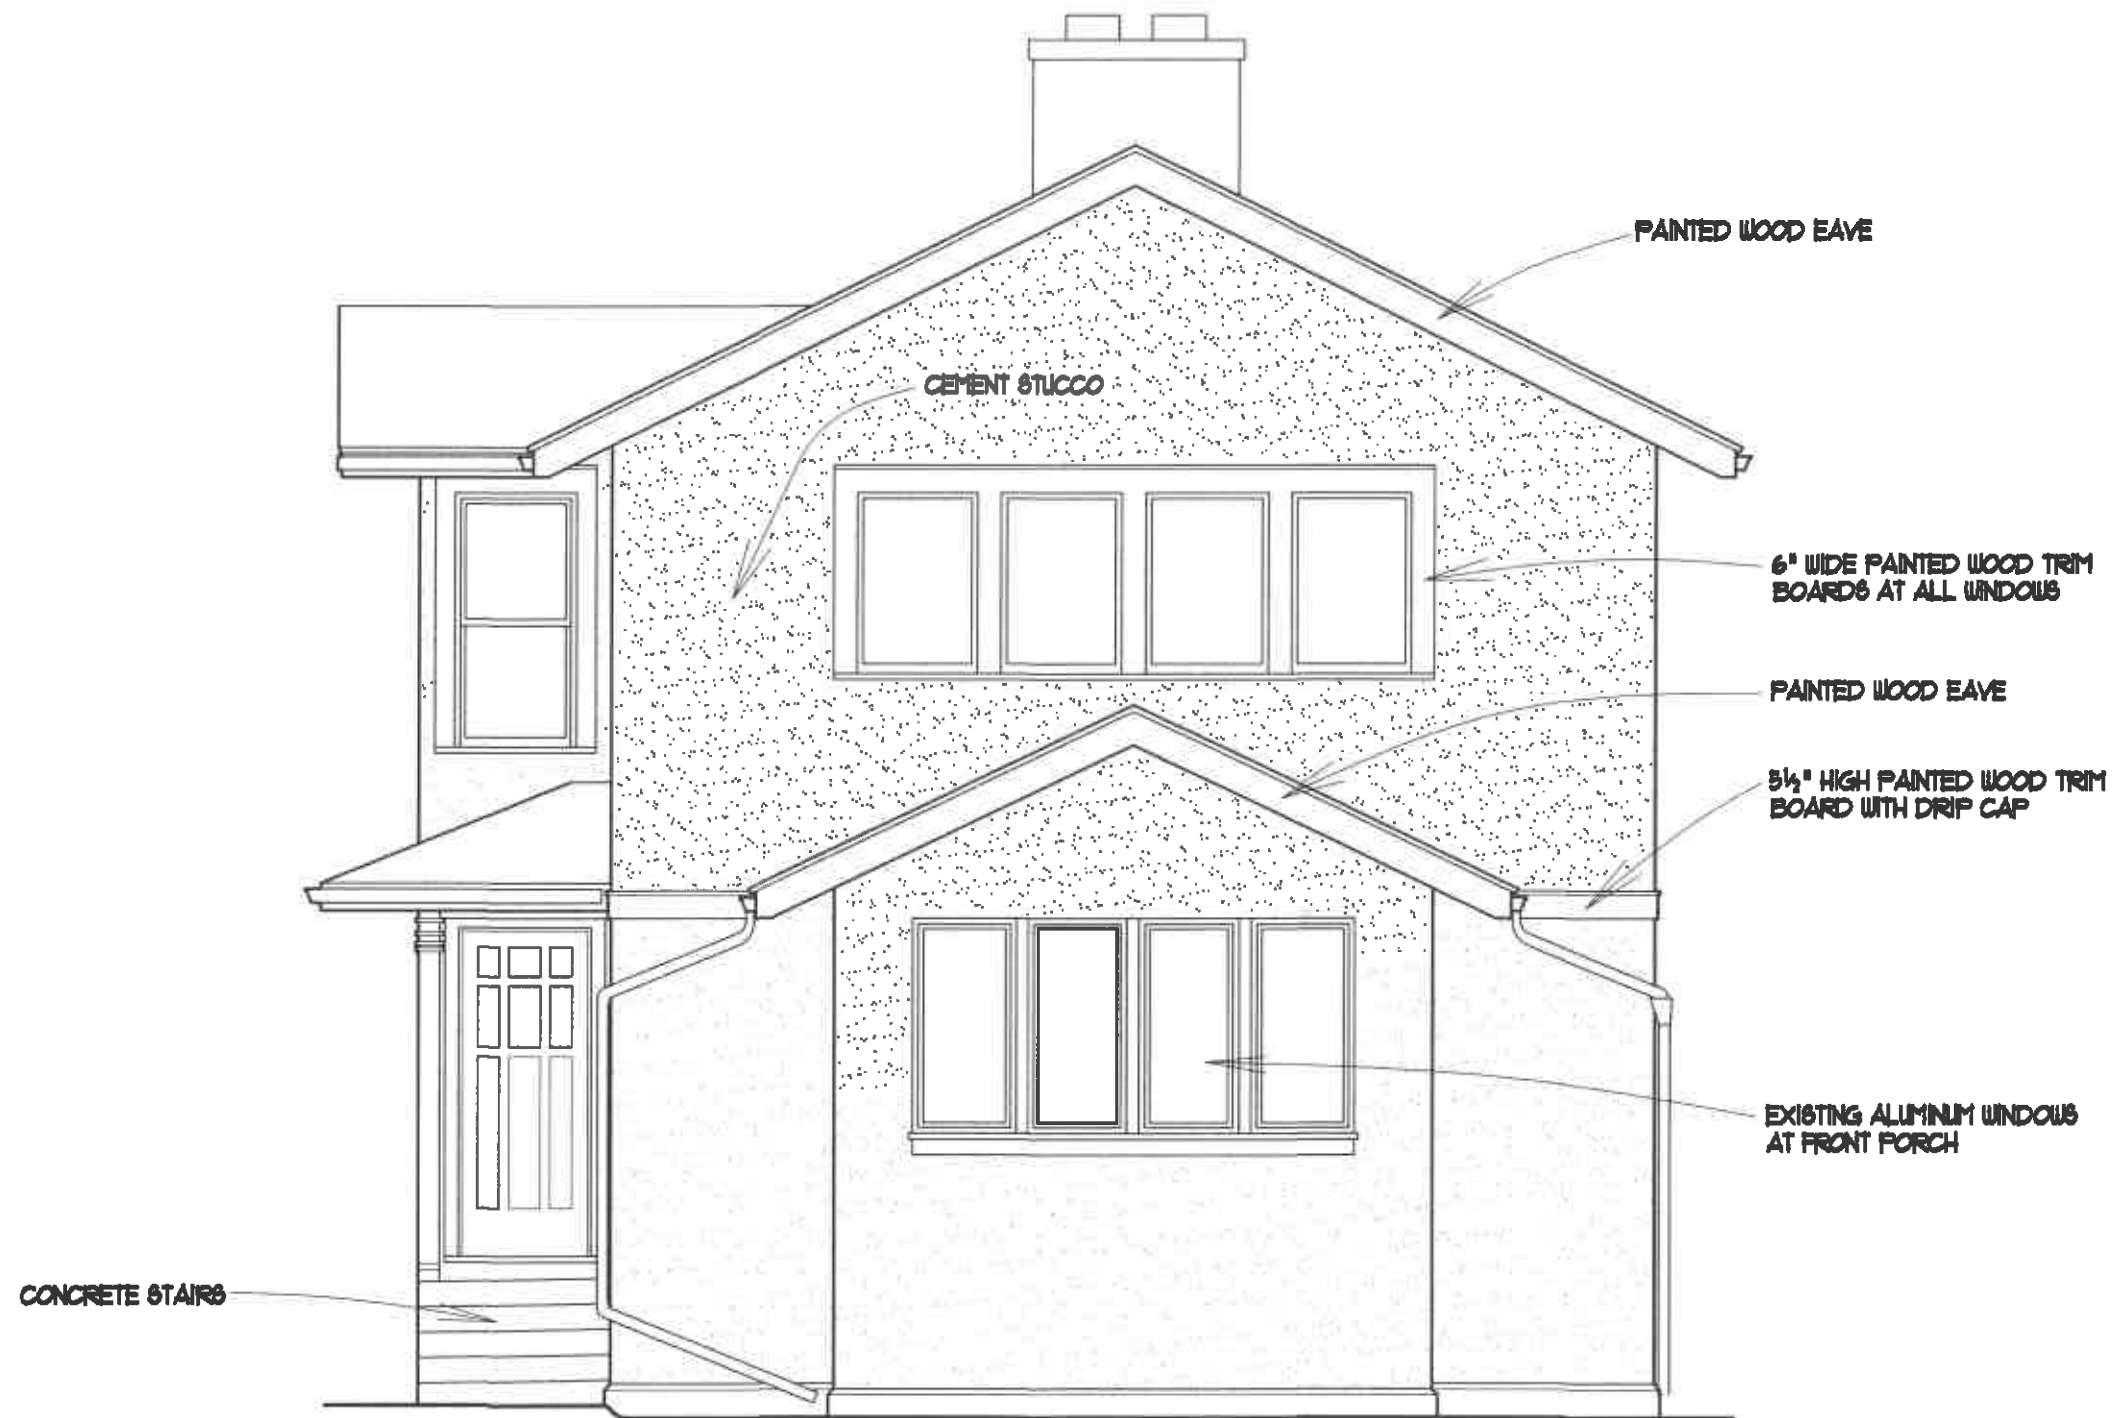 PAINTED WOOD EAVE
CEMENT STUCCO
6" WIDE PAINTED WOOD TRIM
BOARDS AT ALL WINDOWS
PAINTED WOOD EAVE
5½" HIGH PAINTED WOOD TRIM
BOARD WITH DRIP CAP
EXISTING ALUMINUM WINDOWS
AT FRONT PORCH
CONCRETE STAIRS